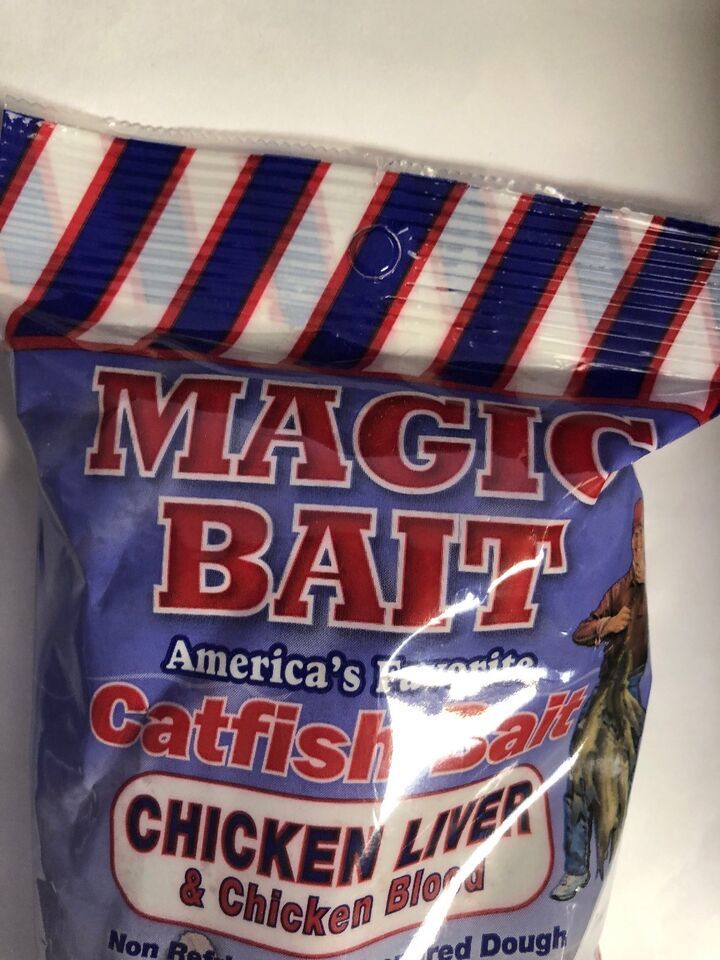 MAGIC
BAIT
America's Favorite
Catfish Bait
CHICKEN LIVER
& Chicken Blood
Non Dough